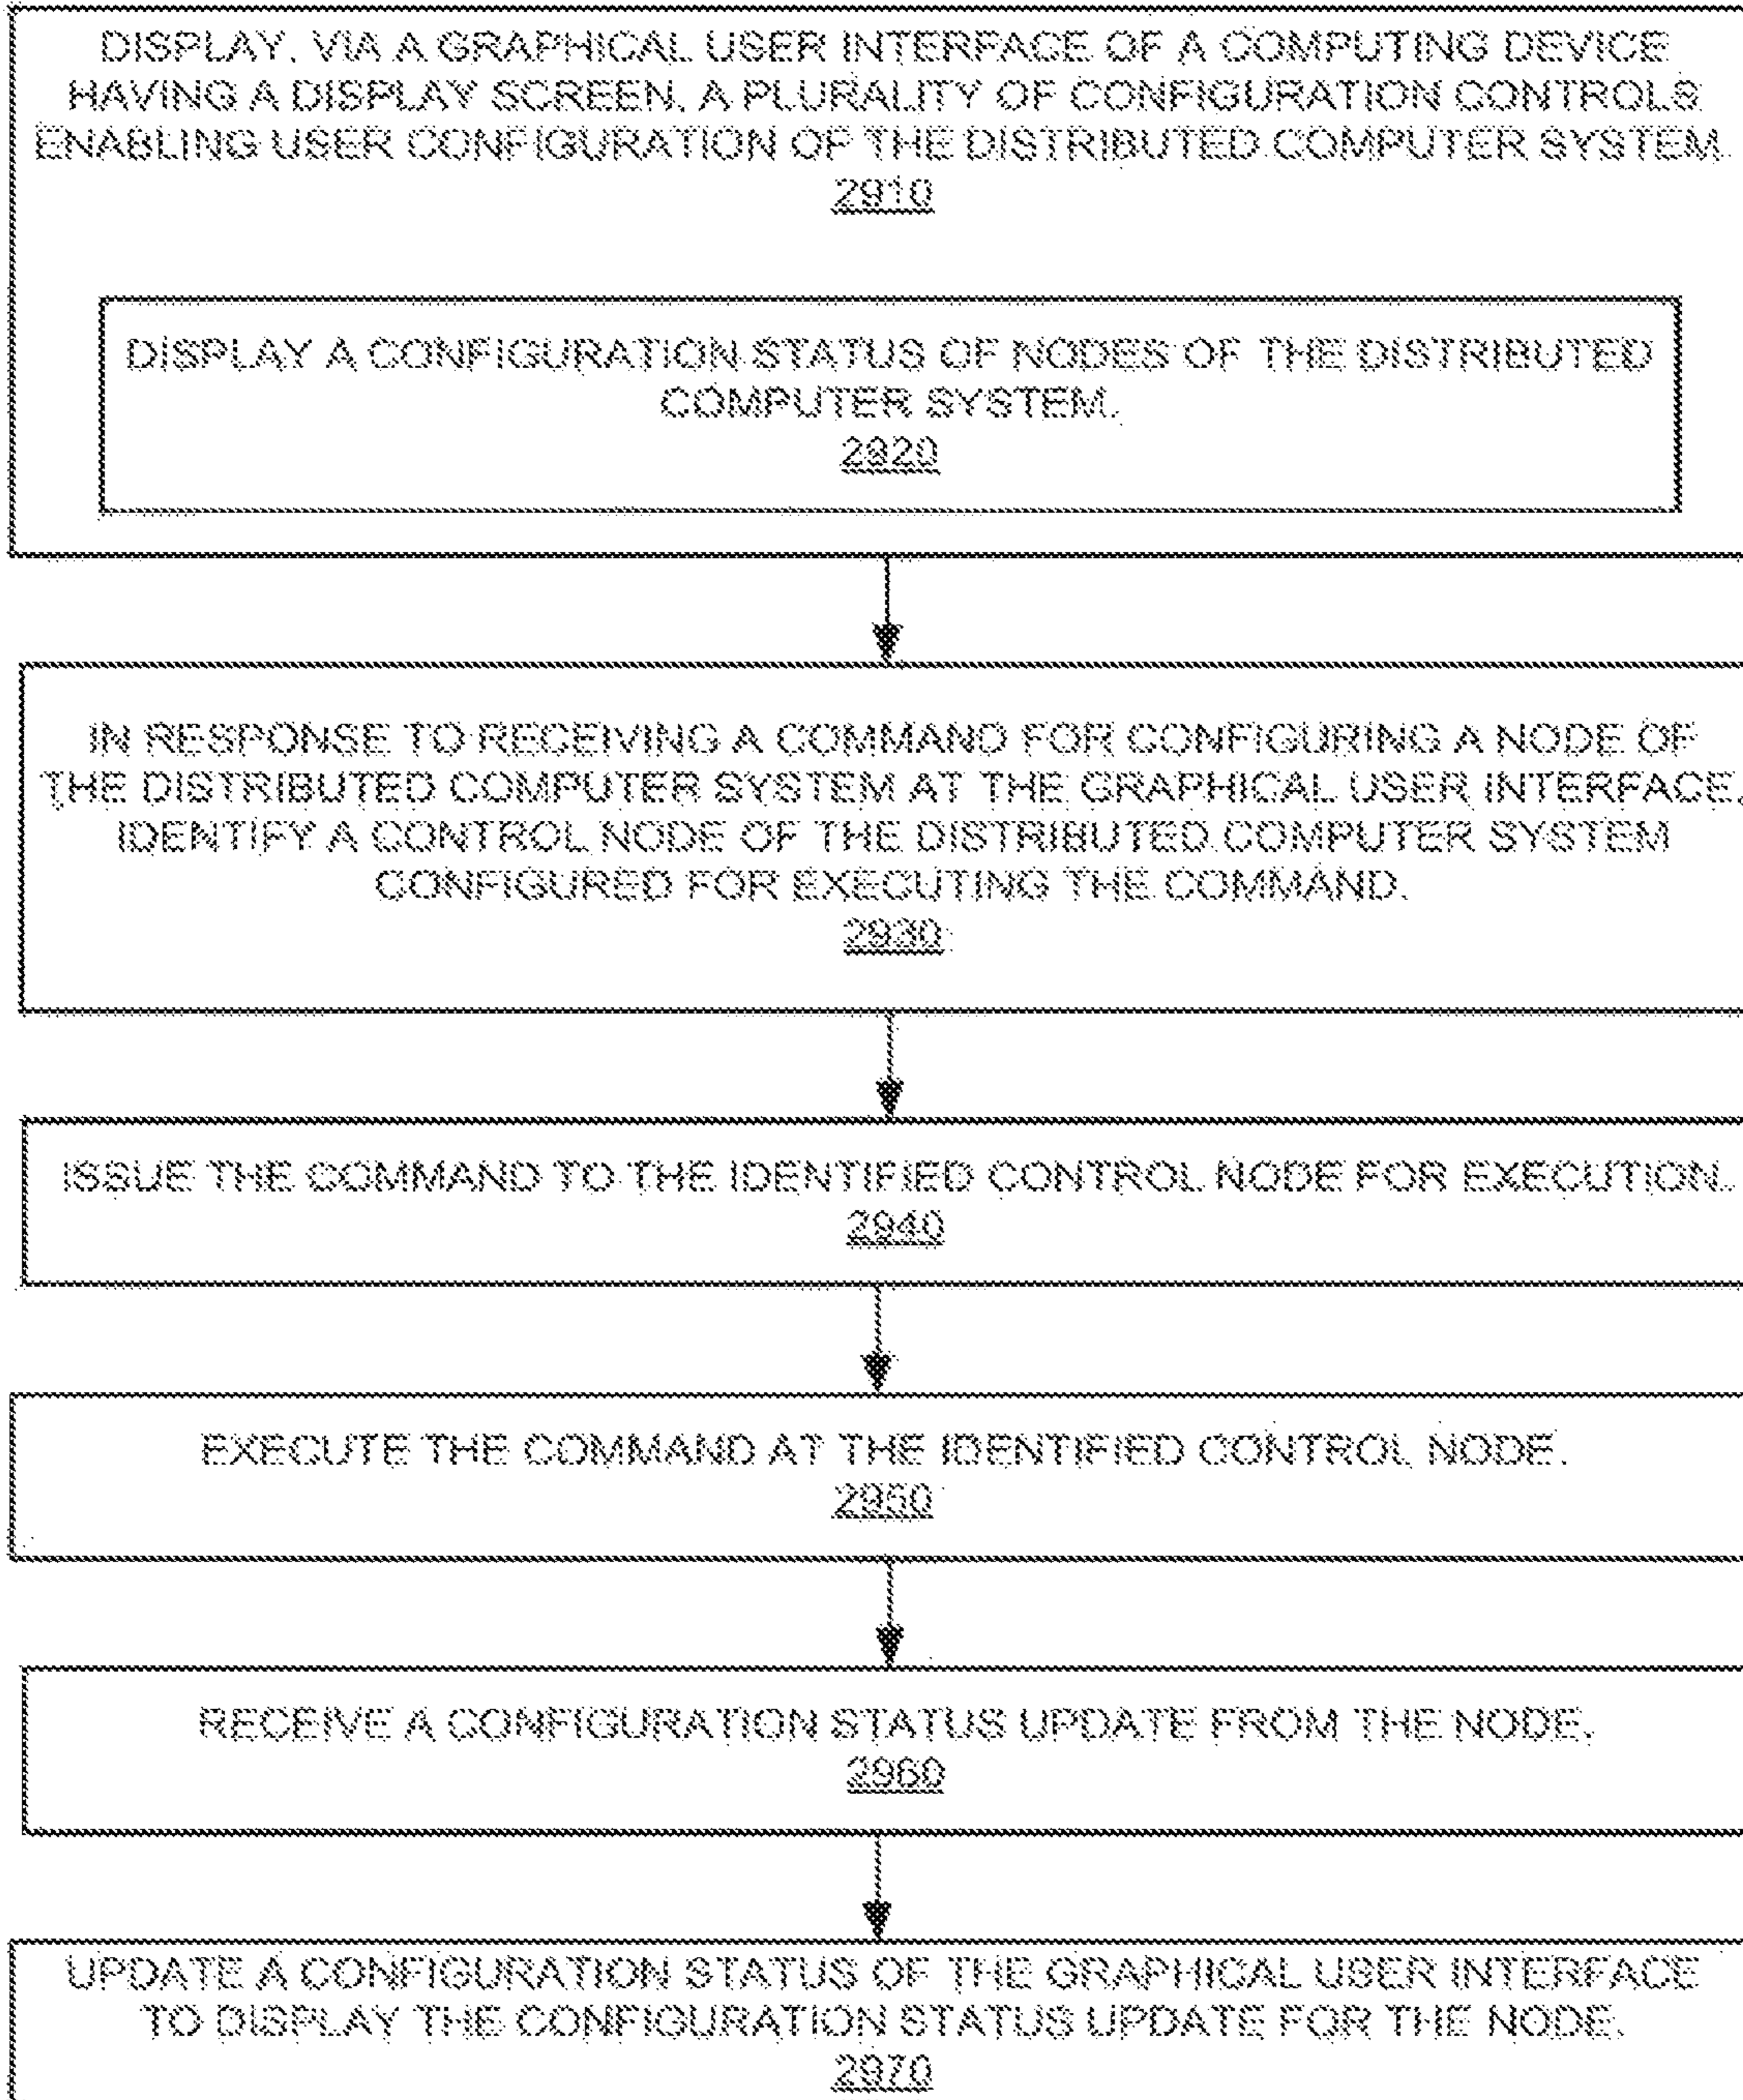 DISPLAY, VIA A GRAPHICAL USER INTERFACE OF A COMPUTING DEVICE
HAVING A DISPLAY SCREEN, A PLURALITY OF CONFIGURATION CONTROLS
ENABLING USER CONFIGURATION OF THE DISTRIBUTED COMPUTER SYSTEM.
2910
DISPLAY A CONFIGURATION STATUS OF NODES OF THE DISTRIBUTED
COMPUTER SYSTEM.
2920
IN RESPONSE TO RECEIVING A COMMAND FOR CONFIGURING A NODE OF
THE DISTRIBUTED COMPUTER SYSTEM AT THE GRAPHICAL USER INTERFACE,
IDENTIFY A CONTROL NODE OF THE DISTRIBUTED COMPUTER SYSTEM
CONFIGURED FOR EXECUTING THE COMMAND.
2930
ISSUE THE COMMAND TO THE IDENTIFIED CONTROL NODE FOR EXECUTION.
2940
EXECUTE THE COMMAND AT THE IDENTIFIED CONTROL NODE.
2950
RECEIVE A CONFIGURATION STATUS UPDATE FROM THE NODE.
2960
UPDATE A CONFIGURATION STATUS OF THE GRAPHICAL USER INTERFACE
TO DISPLAY THE CONFIGURATION STATUS UPDATE FOR THE NODE.
2970